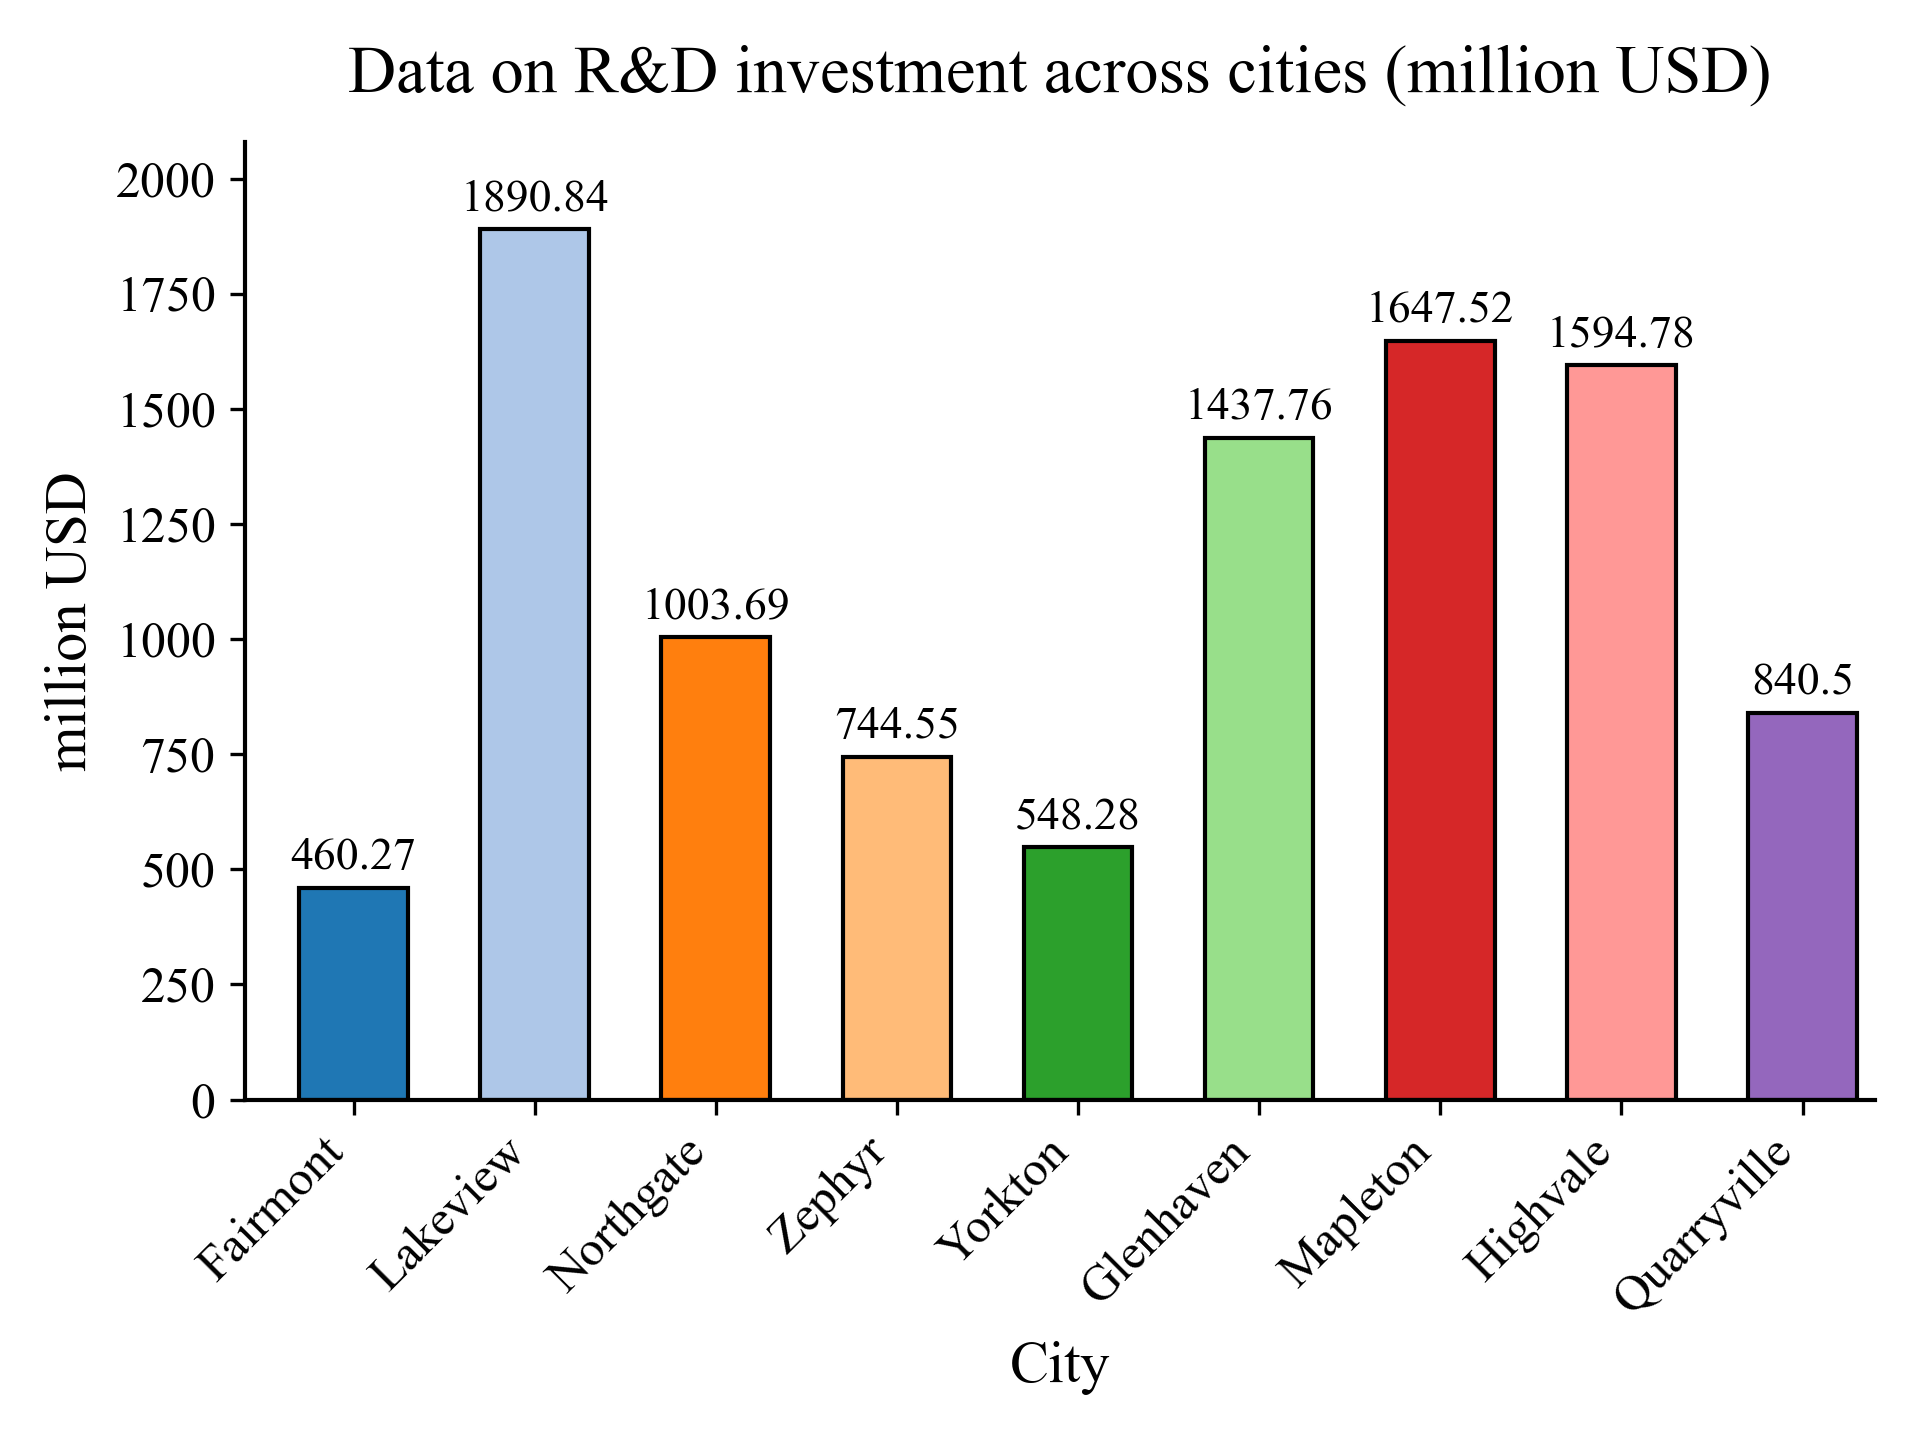 Data on R&D investment across cities (million USD)
million USD
2000
1750
1500
1250
1000
750
500
250
0
460.27
1890.84
1003.69
744.55
548.28
1437.76
1647.52
1594.78
840.5
Fairmont
Lakeview
Northgate
Zephyr
Yorkton
Glenhaven
Mapleton
Highvale
Quarryville
City